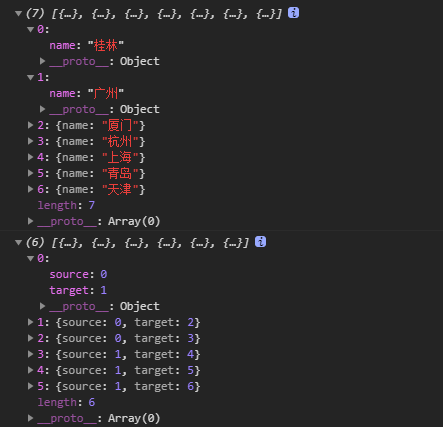 (7) [{…}, {…}, {…}, {…}, {…}, {…}, {…}] i
0:
name: "桂林"
__proto__: Object
1:
name: "广州"
__proto__: Object
2: {name: "厦门"}
3: {name: "杭州"}
4: {name: "上海"}
5: {name: "青岛"}
6: {name: "天津"}
length: 7
__proto__: Array(0)
(6) [{…}, {…}, {…}, {…}, {…}, {…}] i
0:
source: 0
target: 1
__proto__: Object
1: {source: 0, target: 2}
2: {source: 0, target: 3}
3: {source: 1, target: 4}
4: {source: 1, target: 5}
5: {source: 1, target: 6}
length: 6
__proto__: Array(0)